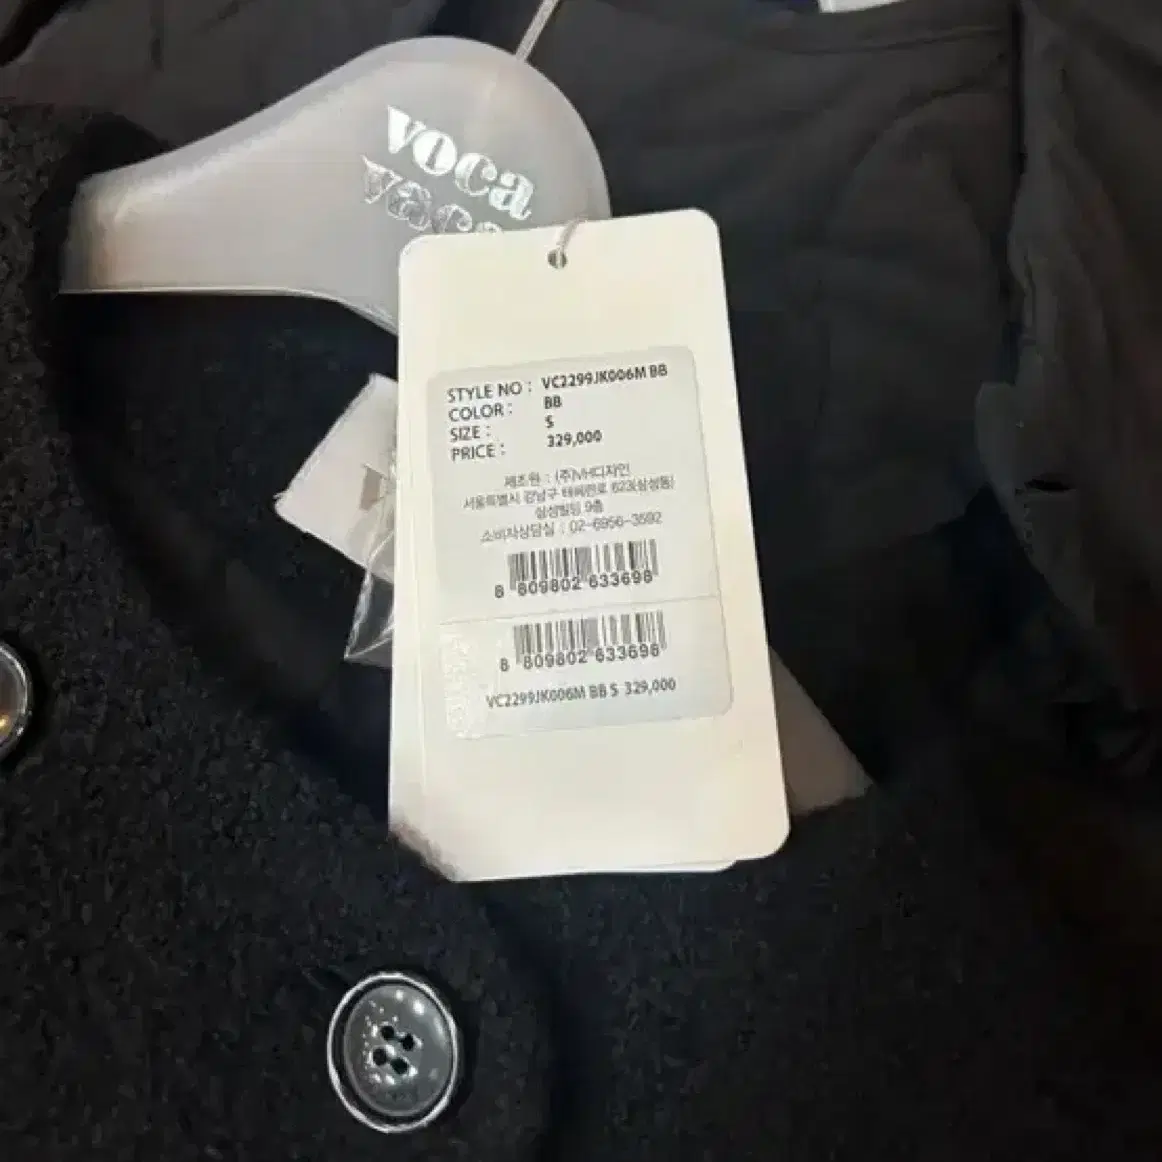 voca
vaca
STYLE NO : VC2299JK006M BB
COLOR : BB
SIZE : S
PRICE : 329,000
제조원 : (주)VH디자인
서울특별시 강남구 테헤란로 623(삼성동)
삼성빌딩 9층
소비자상담실 : 02-6956-3592
8 809802 633698
8 809802 633698
VC2299JK006M BB S 329,000